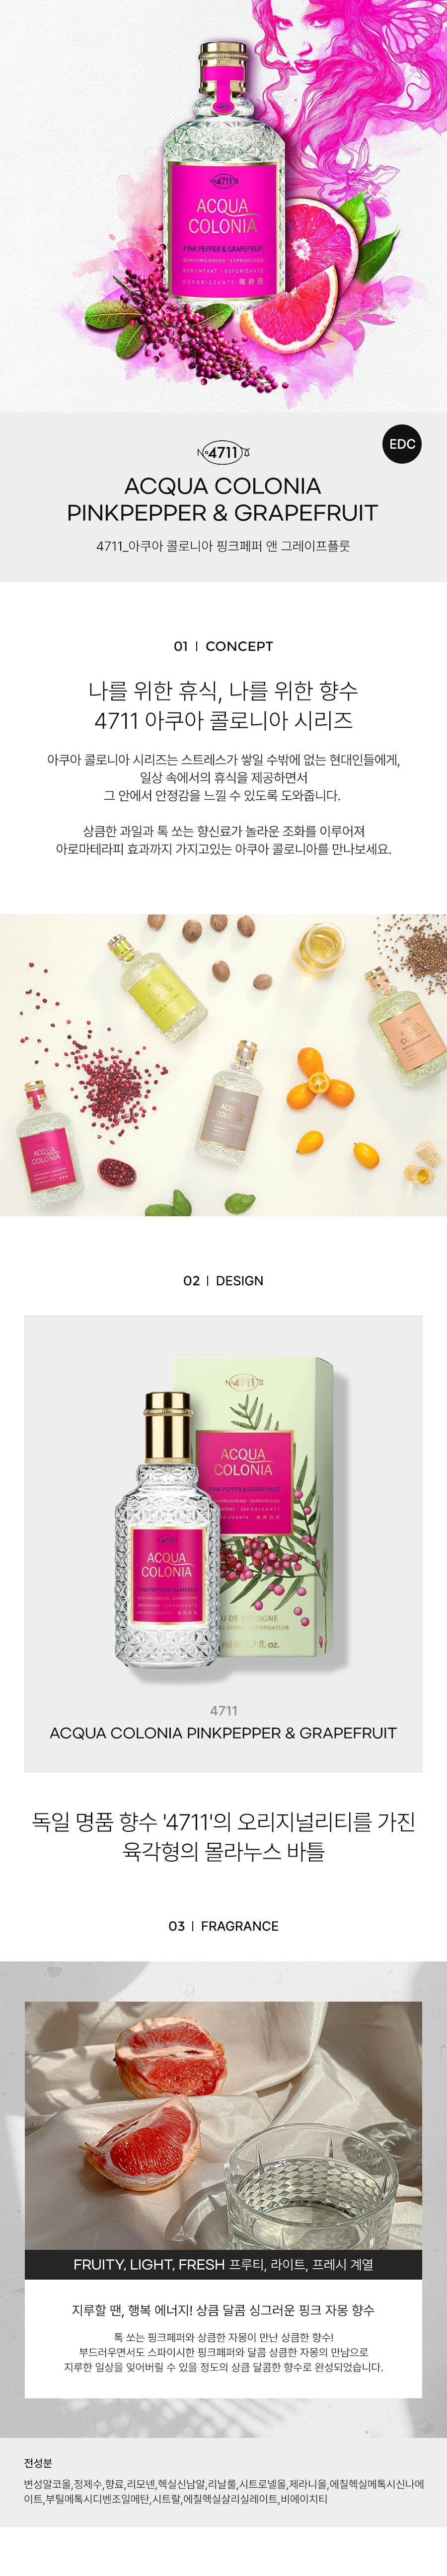 Nº4711
ACQUA
COLONIA
PINK PEPPER & GRAPEFRUIT
EUPHORISIEREND · EUPHORIZING
REMONTANT · EUFORIZANTE
EUFORIZZANTE ·
EDC
Nº4711
ACQUA COLONIA
PINKPEPPER & GRAPEFRUIT
4711_아쿠아 콜로니아 핑크페퍼 앤 그레이프플룻
01 | CONCEPT
나를 위한 휴식, 나를 위한 향수
4711 아쿠아 콜로니아 시리즈
아쿠아 콜로니아 시리즈는 스트레스가 쌓일 수밖에 없는 현대인들에게,
일상 속에서의 휴식을 제공하면서
그 안에서 안정감을 느낄 수 있도록 도와줍니다.
상큼한 과일과 톡 쏘는 향신료가 놀라운 조화를 이루어져
아로마테라피 효과까지 가지고있는 아쿠아 콜로니아를 만나보세요.
ACQUA
COLONIA
ACQUA
COLONIA
ACQUA
COLONIA
02 | DESIGN
Nº4711
ACQUA
COLONIA
PINK PEPPER & GRAPEFRUIT
EAU DE COLOGNE
fl. oz.
4711
ACQUA
COLONIA
PINK PEPPER & GRAPEFRUIT
4711
ACQUA COLONIA PINKPEPPER & GRAPEFRUIT
독일 명품 향수 '4711'의 오리지널리티를 가진
육각형의 몰라누스 바틀
03 | FRAGRANCE
FRUITY, LIGHT, FRESH 프루티, 라이트, 프레시 계열
지루할 땐, 행복 에너지! 상큼 달콤 싱그러운 핑크 자몽 향수
톡 쏘는 핑크페퍼와 상큼한 자몽이 만난 상큼한 향수!
부드러우면서도 스파이시한 핑크페퍼와 달콤 상큼한 자몽의 만남으로
지루한 일상을 잊어버릴 수 있을 정도의 상큼 달콤한 향수로 완성되었습니다.
전성분
변성알코올,정제수,향료,리모넨,헥실신남알,리날룰,시트로넬올,제라니올,에칠헥실메톡시신나메
이트,부틸메톡시디벤조일메탄,시트랄,에칠헥실살리실레이트,비에이치티